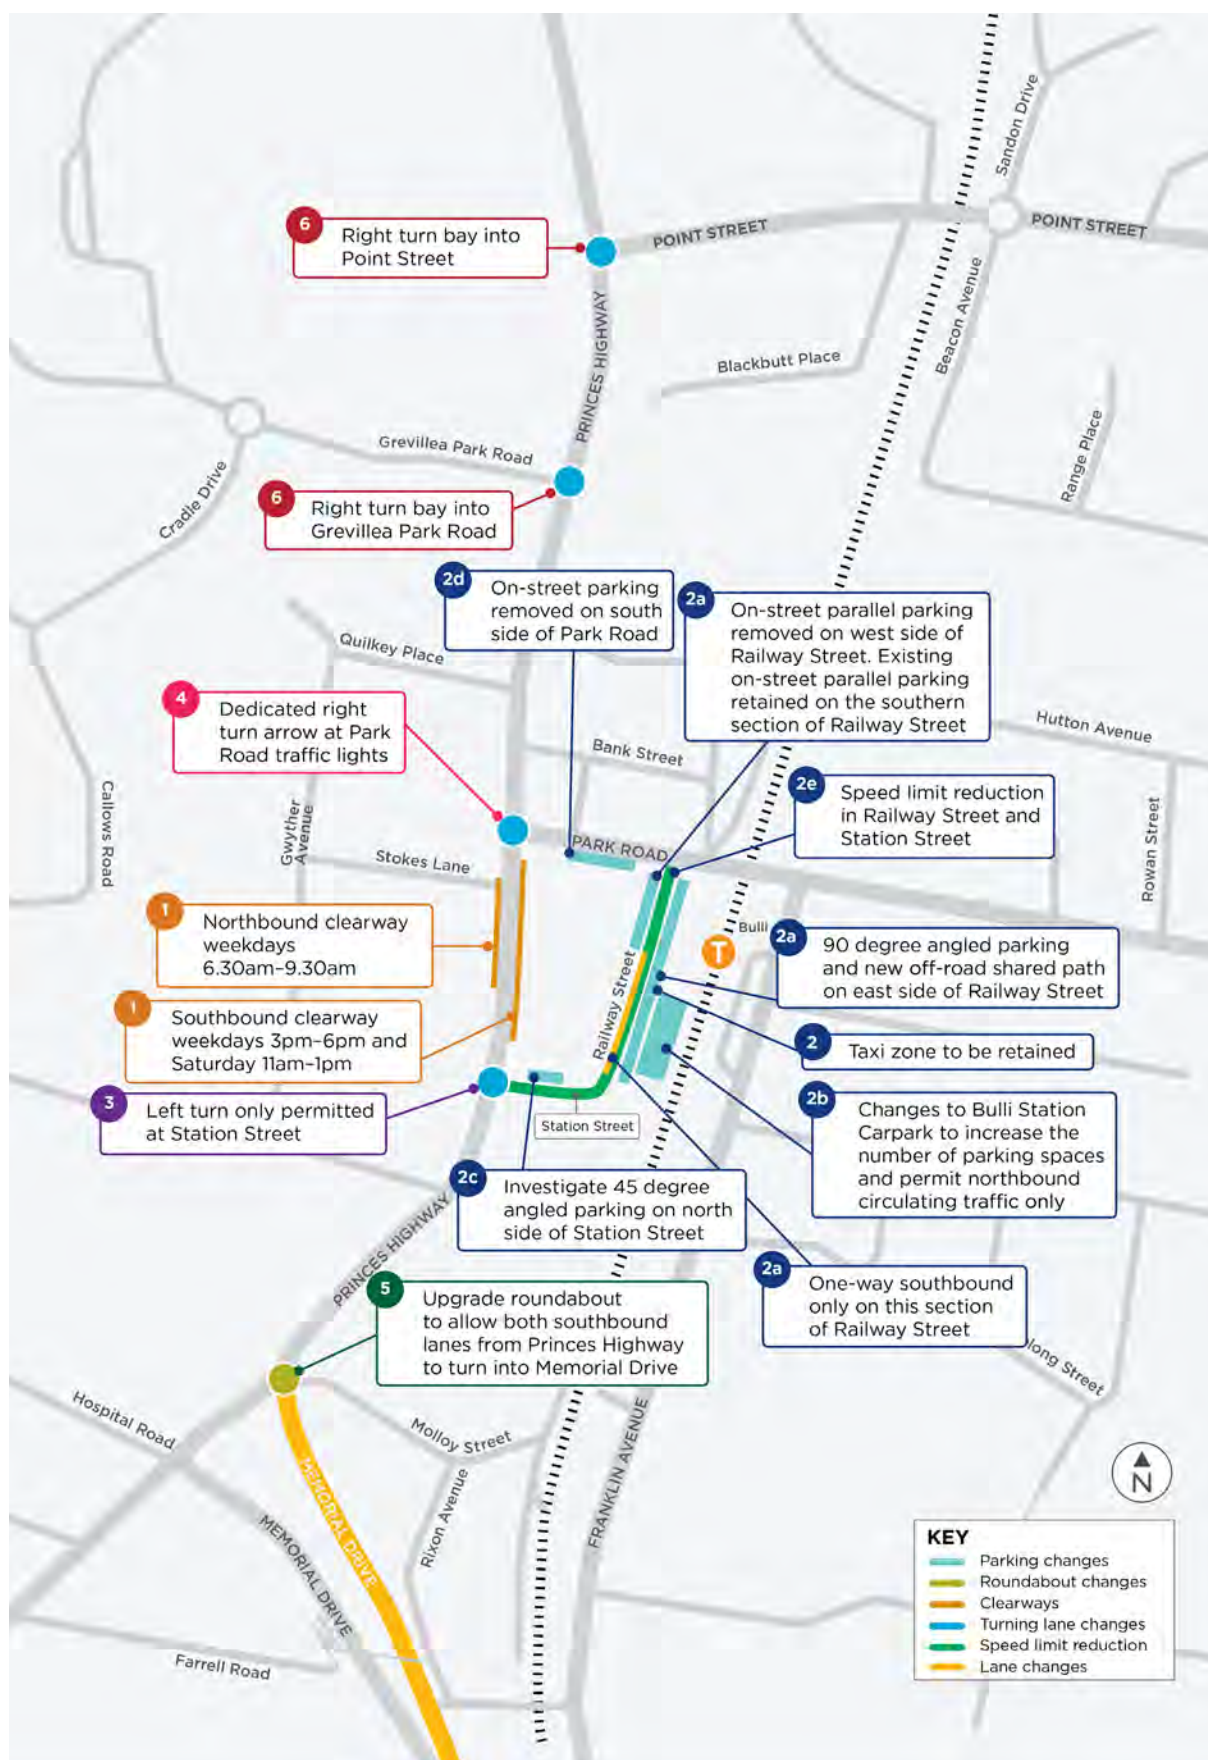 Sandon Drive
POINT STREET
POINT STREET
6
Right turn bay into
Point Street
Beacon Avenue
PRINCES HIGHWAY
Blackbutt Place
Range Place
Grevillea Park Road
Cradle Drive
6
Right turn bay into
Grevillea Park Road
2d
On-street parking
removed on south
side of Park Road
2a
On-street parallel parking
removed on west side of
Railway Street. Existing
on-street parallel parking
retained on the southern
section of Railway Street
Quilkey Place
4
Dedicated right
turn arrow at Park
Road traffic lights
Hutton Avenue
Bank Street
2e
Speed limit reduction
in Railway Street and
Station Street
Callows Road
Gwyther
Avenue
Rowan Street
PARK ROAD
Stokes Lane
1
Northbound clearway
weekdays
6.30am–9.30am
Bulli
T
2a
90 degree angled parking
and new off-road shared path
on east side of Railway Street
Railway Street
1
Southbound clearway
weekdays 3pm–6pm and
Saturday 11am–1pm
2
Taxi zone to be retained
3
Left turn only permitted
at Station Street
Station Street
2b
Changes to Bulli Station
Carpark to increase the
number of parking spaces
and permit northbound
circulating traffic only
2c
Investigate 45 degree
angled parking on north
side of Station Street
PRINCES HIGHWAY
2a
One-way southbound
only on this section
of Railway Street
5
Upgrade roundabout
to allow both southbound
lanes from Princes Highway
to turn into Memorial Drive
long Street
Hospital Road
Molloy Street
FRANKLIN AVENUE
Rixon Avenue
MEMORIAL DRIVE
MEMORIAL DRIVE
Farrell Road
N
KEY
Parking changes
Roundabout changes
Clearways
Turning lane changes
Speed limit reduction
Lane changes